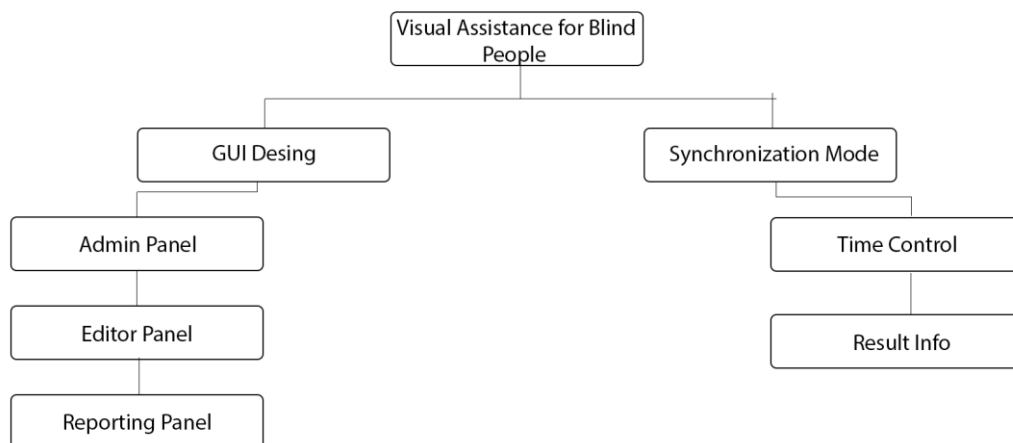 Visual Assistance for Blind
People
GUI Desing
Synchronization Mode
Admin Panel
Time Control
Editor Panel
Result Info
Reporting Panel